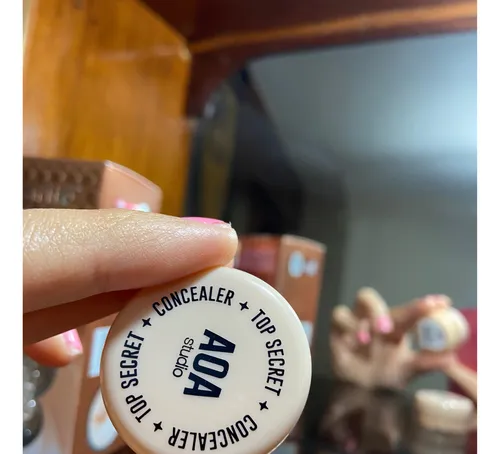 CONCEALER ✦ TOP SECRET ✦ CONCEALER ✦ TOP SECRET ✦
AOA
studio